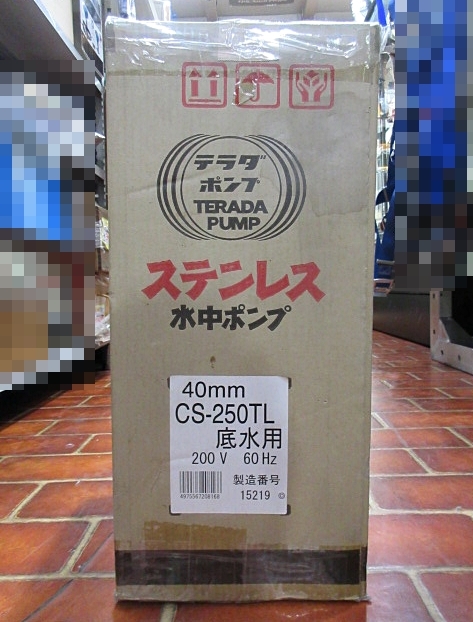 テラダ
ポンプ
TERADA
PUMP
ステンレス
水中ポンプ
40mm
CS-250TL
底水用
200 V 60 Hz
製造番号
4975567208168
15219